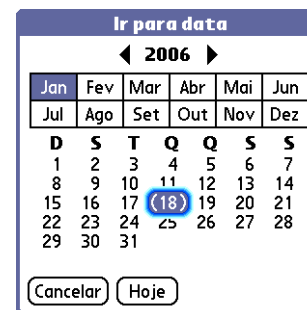 Ir para data
2006
Jan Fev Mar Abr Mai Jun
Jul Ago Set Out Nov Dez
D S T Q Q S S
1 2 3 4 5 6 7
8 9 10 11 12 13 14
15 16 17 (18) 19 20 21
22 23 24 25 26 27 28
29 30 31
Cancelar Hoje